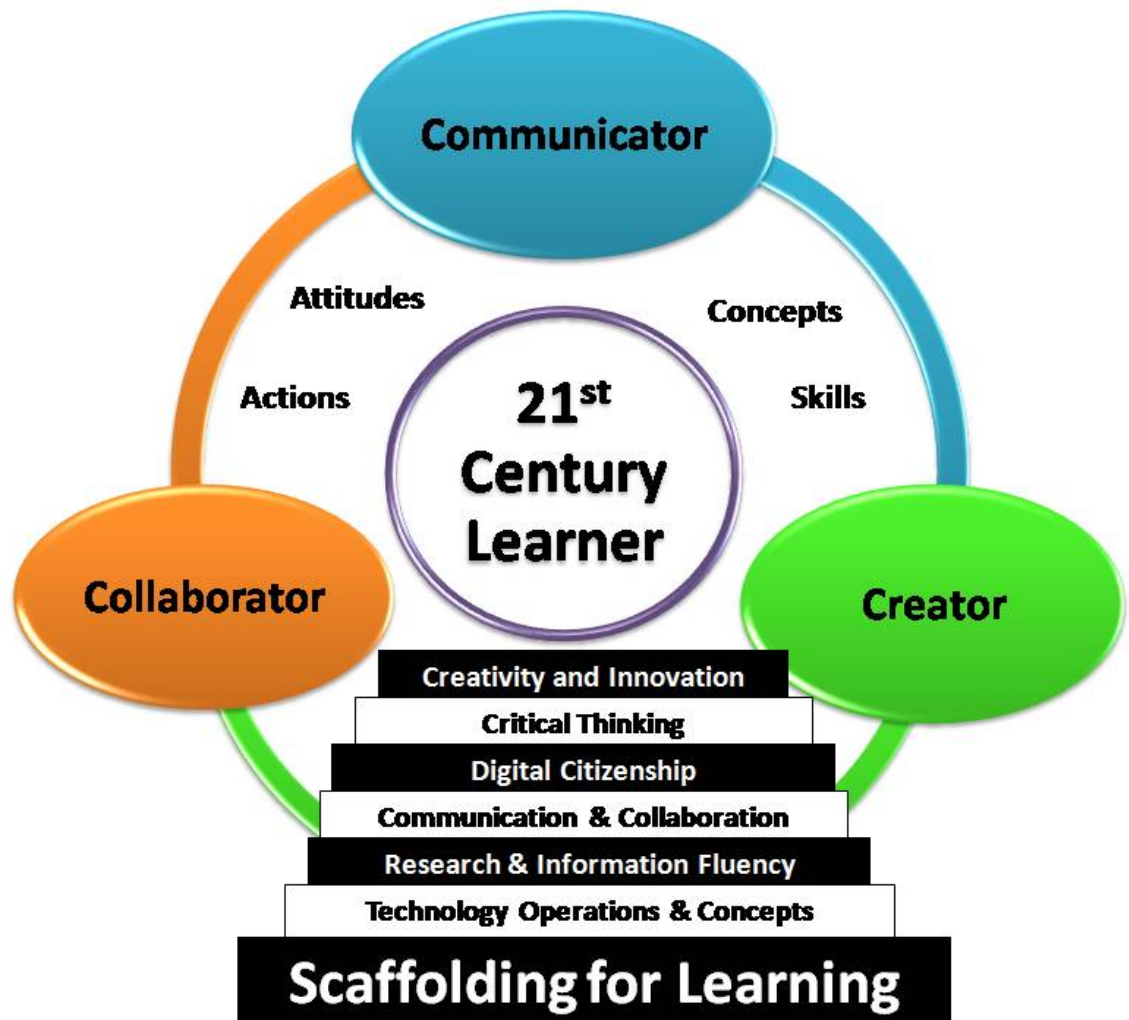 Communicator
Attitudes
Concepts
Actions
Skills
21st
Century
Learner
Collaborator
Creator
Creativity and Innovation
Critical Thinking
Digital Citizenship
Communication & Collaboration
Research & Information Fluency
Technology Operations & Concepts
Scaffolding for Learning